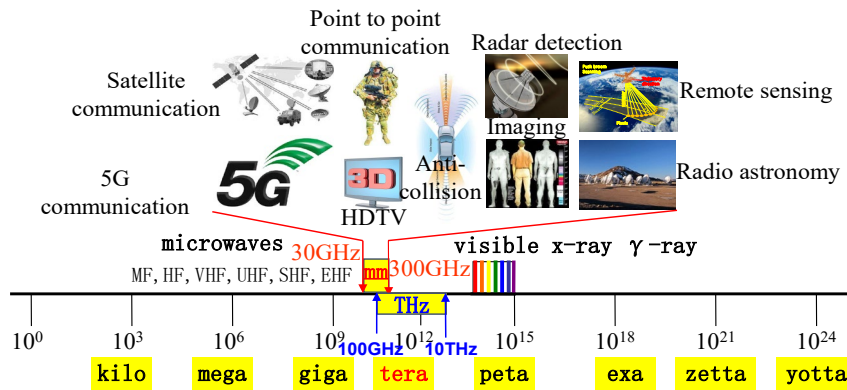 Point to point
communication
Radar detection
Satellite
communication
Remote sensing
Imaging
5G
3D
Anti-
collision
5G
communication
HDTV
Radio astronomy
microwaves
30GHz
mm
300GHz
visible x-ray γ-ray
MF, HF, VHF, UHF, SHF, EHF
THz
10⁰ 10³ 10⁶ 10⁹ 10¹² 10¹⁵ 10¹⁸ 10²¹ 10²⁴
100GHz 10THz
kilo mega giga tera peta exa zetta yotta